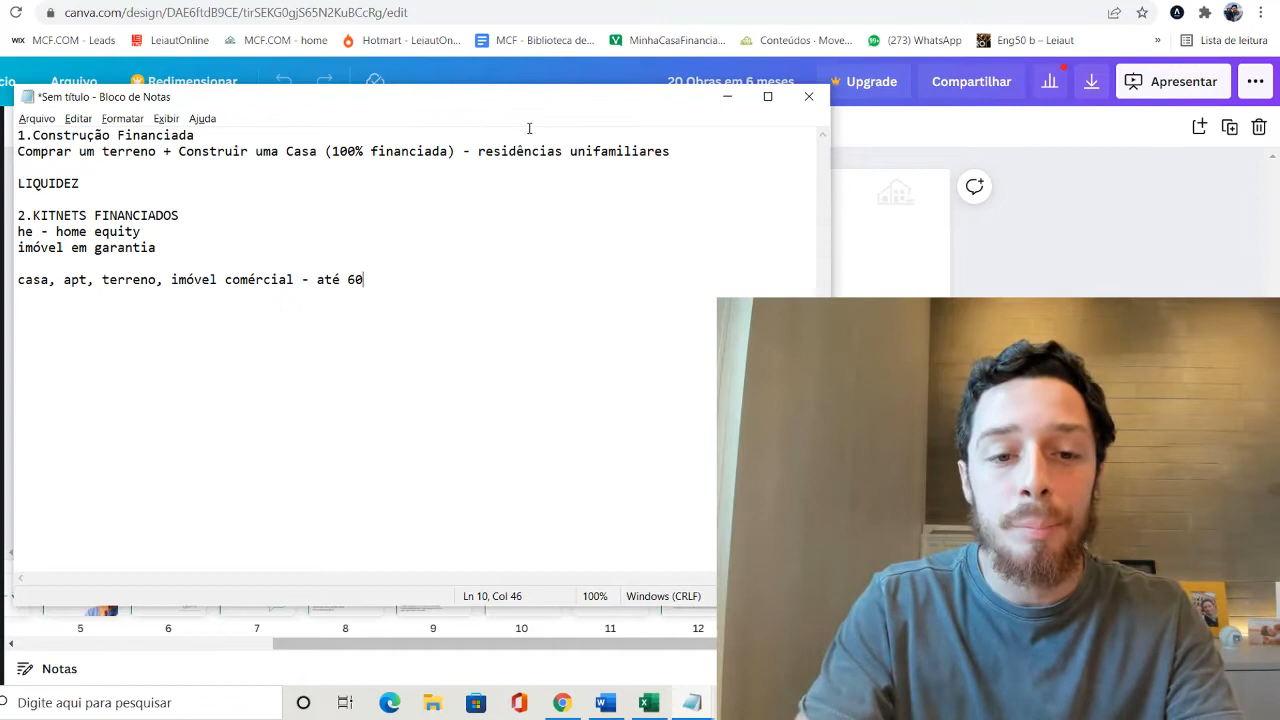 canva.com/design/DAE6ftdB9CE/tirSEKG0gjS65N2KuBCcRg/edit
WIX MCF.COM - Leads LeiautOnline MCF.COM - home Hotmart - LeiautOn... MCF - Biblioteca de... MinhaCasaFinancia... Conteúdos · Move... (273) WhatsApp Eng50 b – Leiaut » Lista de leitura
99+
cio Arquivo Redimensionar 20 Obras em 6 meses Upgrade Compartilhar Apresentar
*Sem título - Bloco de Notas
Arquivo Editar Formatar Exibir Ajuda
1.Construção Financiada
Comprar um terreno + Construir uma Casa (100% financiada) - residências unifamiliares
LIQUIDEZ
2.KITNETS FINANCIADOS
he - home equity
imóvel em garantia
casa, apt, terreno, imóvel comércial - até 60
Ln 10, Col 46 100% Windows (CRLF)
5 6 7 8 9 10 11 12
Notas
Digite aqui para pesquisar